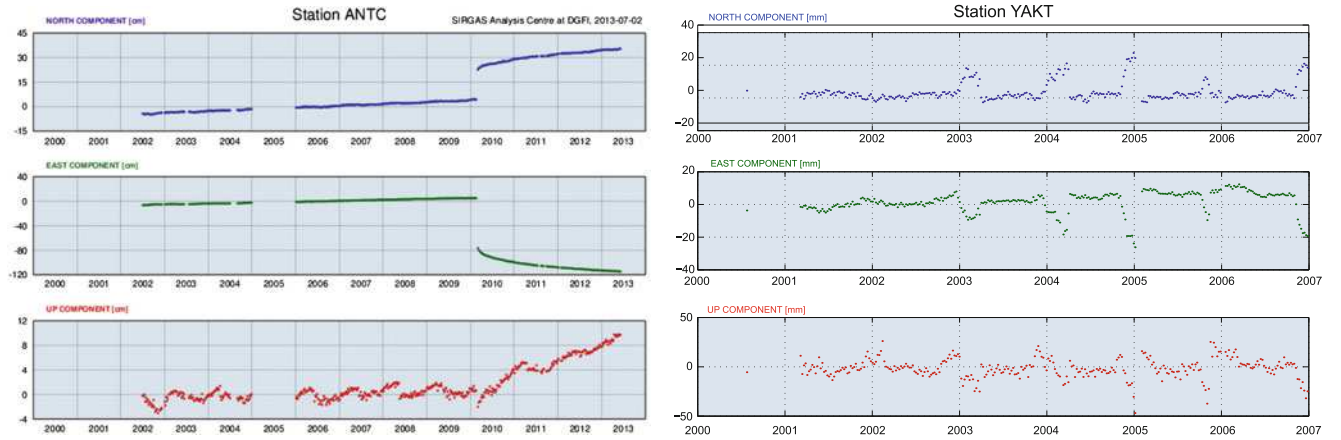 Station ANTC
NORTH COMPONENT [cm]
SIRGAS Analysis Centre at DGFI, 2013-07-02
45
30
15
0
-15
2000 2001 2002 2003 2004 2005 2006 2007 2008 2009 2010 2011 2012 2013
EAST COMPONENT [cm]
40
0
-80
-120
2000 2001 2002 2003 2004 2005 2006 2007 2008 2009 2010 2011 2012 2013
UP COMPONENT [cm]
12
8
4
0
-4
2000 2001 2002 2003 2004 2005 2006 2007 2008 2009 2010 2011 2012 2013
Station YAKT
NORTH COMPONENT [mm]
40
20
0
−20
2000 2001 2002 2003 2004 2005 2006 2007
EAST COMPONENT [mm]
20
0
−20
−40
2000 2001 2002 2003 2004 2005 2006 2007
UP COMPONENT [mm]
50
0
−50
2000 2001 2002 2003 2004 2005 2006 2007